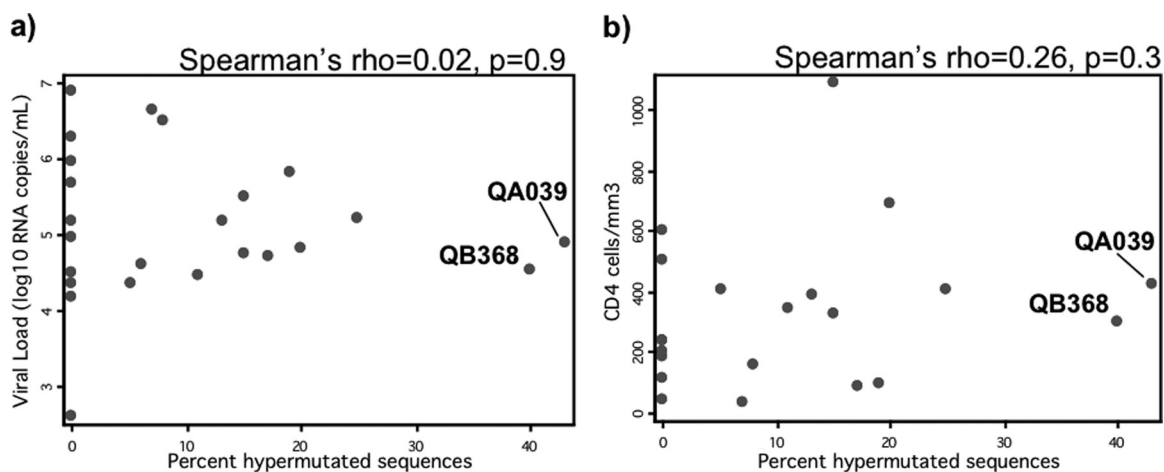 a)
Spearman's rho=0.02, p=0.9
Viral Load (log10 RNA copies/mL)
7
6
5
4
3
QA039
QB368
0 10 20 30 40
Percent hypermutated sequences
b)
Spearman's rho=0.26, p=0.3
CD4 cells/mm3
1000
800
600
400
200
0
QA039
QB368
0 10 20 30 40
Percent hypermutated sequences